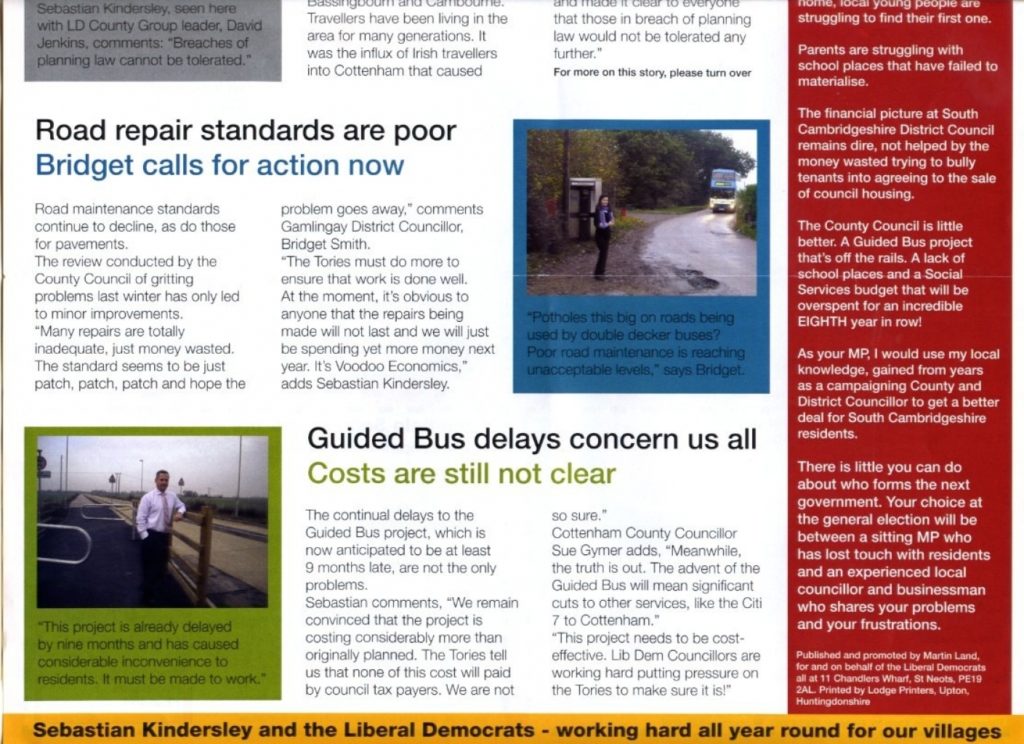 Sebastian Kindersley, seen here
with LD County Group leader, David
Jenkins, comments: “Breaches of
planning law cannot be tolerated.”
Bassingbourn and Cambourne.
Travellers have been living in the
area for many generations. It
was the influx of Irish travellers
into Cottenham that caused
and made it clear to everyone
that those in breach of planning
law would not be tolerated any
further.”
For more on this story, please turn over
Road repair standards are poor
Bridget calls for action now
Road maintenance standards
continue to decline, as do those
for pavements.
The review conducted by the
County Council of gritting
problems last winter has only led
to minor improvements.
“Many repairs are totally
inadequate, just money wasted.
The standard seems to be just
patch, patch, patch and hope the
problem goes away,” comments
Gamlingay District Councillor,
Bridget Smith.
“The Tories must do more to
ensure that work is done well.
At the moment, it’s obvious to
anyone that the repairs being
made will not last and we will just
be spending yet more money next
year. It’s Voodoo Economics,”
adds Sebastian Kindersley.
“Potholes this big on roads being
used by double decker buses?
Poor road maintenance is reaching
unacceptable levels,” says Bridget.
“This project is already delayed
by nine months and has caused
considerable inconvenience to
residents. It must be made to work.”
Guided Bus delays concern us all
Costs are still not clear
The continual delays to the
Guided Bus project, which is
now anticipated to be at least
9 months late, are not the only
problems.
Sebastian comments, “We remain
convinced that the project is
costing considerably more than
originally planned. The Tories tell
us that none of this cost will paid
by council tax payers. We are not
so sure.”
Cottenham County Councillor
Sue Gymer adds, “Meanwhile,
the truth is out. The advent of the
Guided Bus will mean significant
cuts to other services, like the Citi
7 to Cottenham.”
“This project needs to be cost-
effective. Lib Dem Councillors are
working hard putting pressure on
the Tories to make sure it is!”
home, local young people are
struggling to find their first one.
Parents are struggling with
school places that have failed to
materialise.
The financial picture at South
Cambridgeshire District Council
remains dire, not helped by the
money wasted trying to bully
tenants into agreeing to the sale
of council housing.
The County Council is little
better. A Guided Bus project
that’s off the rails. A lack of
school places and a Social
Services budget that will be
overspent for an incredible
EIGHTH year in row!
As your MP, I would use my local
knowledge, gained from years
as a campaigning County and
District Councillor to get a better
deal for South Cambridgeshire
residents.
There is little you can do
about who forms the next
government. Your choice at
the general election will be
between a sitting MP who
has lost touch with residents
and an experienced local
councillor and businessman
who shares your problems
and your frustrations.
Published and promoted by Martin Land,
for and on behalf of the Liberal Democrats
all at 11 Chandlers Wharf, St Neots, PE19
2AL. Printed by Lodge Printers, Upton,
Huntingdonshire
Sebastian Kindersley and the Liberal Democrats - working hard all year round for our villages